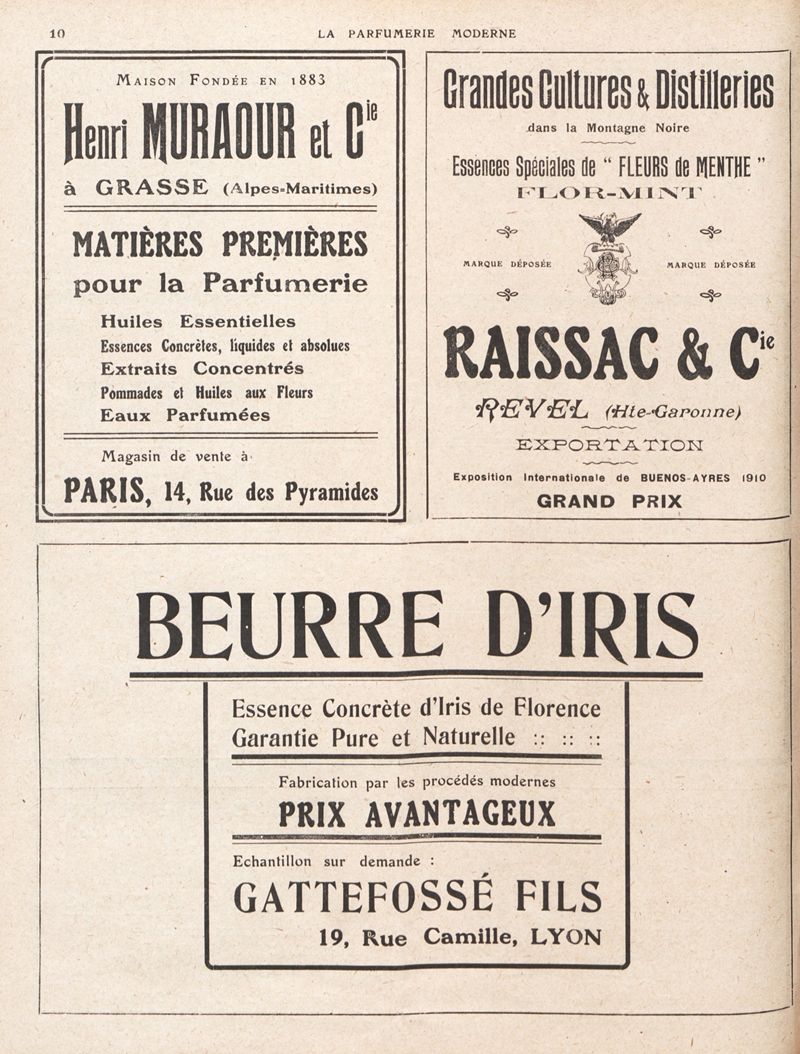 10
LA PARFUMERIE MODERNE
MAISON FONDÉE EN 1883
Henri MURAOUR et Cie
à GRASSE (Alpes-Maritimes)
MATIÈRES PREMIÈRES
pour la Parfumerie
Huiles Essentielles
Essences Concrètes, liquides et absolues
Extraits Concentrés
Pommades et Huiles aux Fleurs
Eaux Parfumées
Magasin de vente à
PARIS, 14, Rue des Pyramides
Grandes Cultures & Distilleries
dans la Montagne Noire
Essences Spéciales de “ FLEURS de MENTHE ”
FLOR-MINT
MARQUE DÉPOSÉE
MARQUE DÉPOSÉE
RAISSAC & Cie
REVEL (Hte-Garonne)
EXPORTATION
Exposition Internationale de BUENOS-AYRES 1910
GRAND PRIX
BEURRE D'IRIS
Essence Concrète d'Iris de Florence
Garantie Pure et Naturelle :: :: ::
Fabrication par les procédés modernes
PRIX AVANTAGEUX
Echantillon sur demande :
GATTEFOSSÉ FILS
19, Rue Camille, LYON